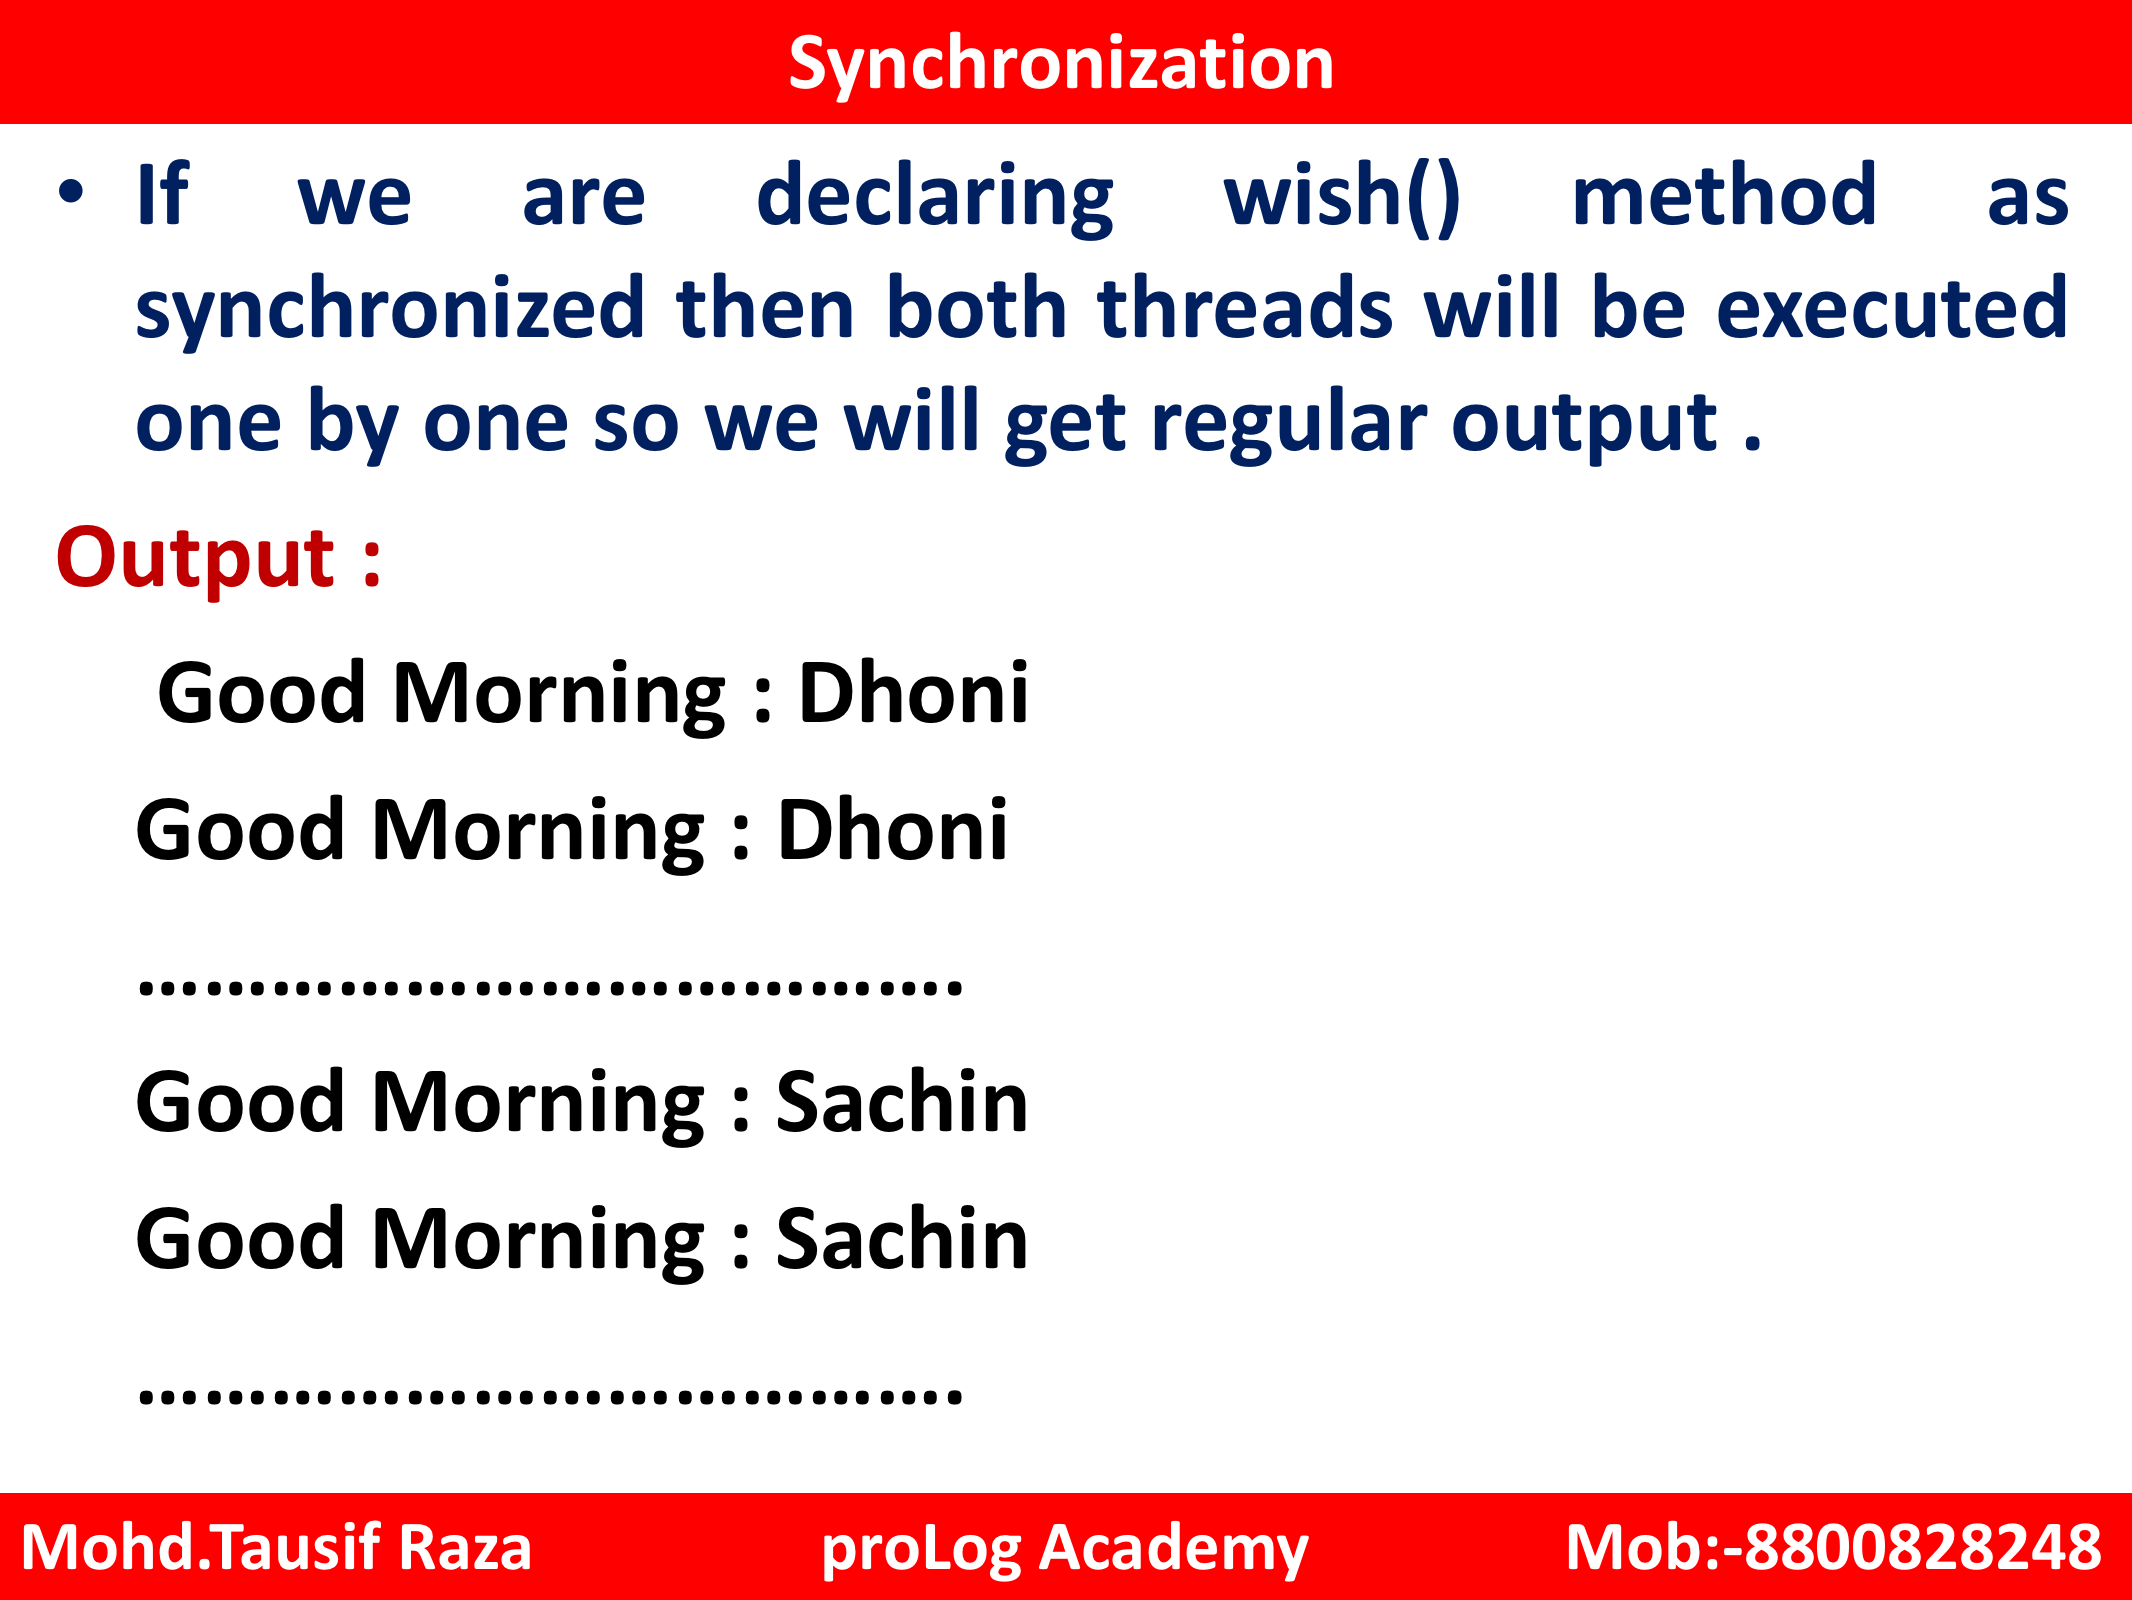 Synchronization
• If we are declaring wish() method as
synchronized then both threads will be executed
one by one so we will get regular output .
Output :
Good Morning : Dhoni
Good Morning : Dhoni
……………………………….
Good Morning : Sachin
Good Morning : Sachin
……………………………….
Mohd.Tausif Raza proLog Academy Mob:-8800828248